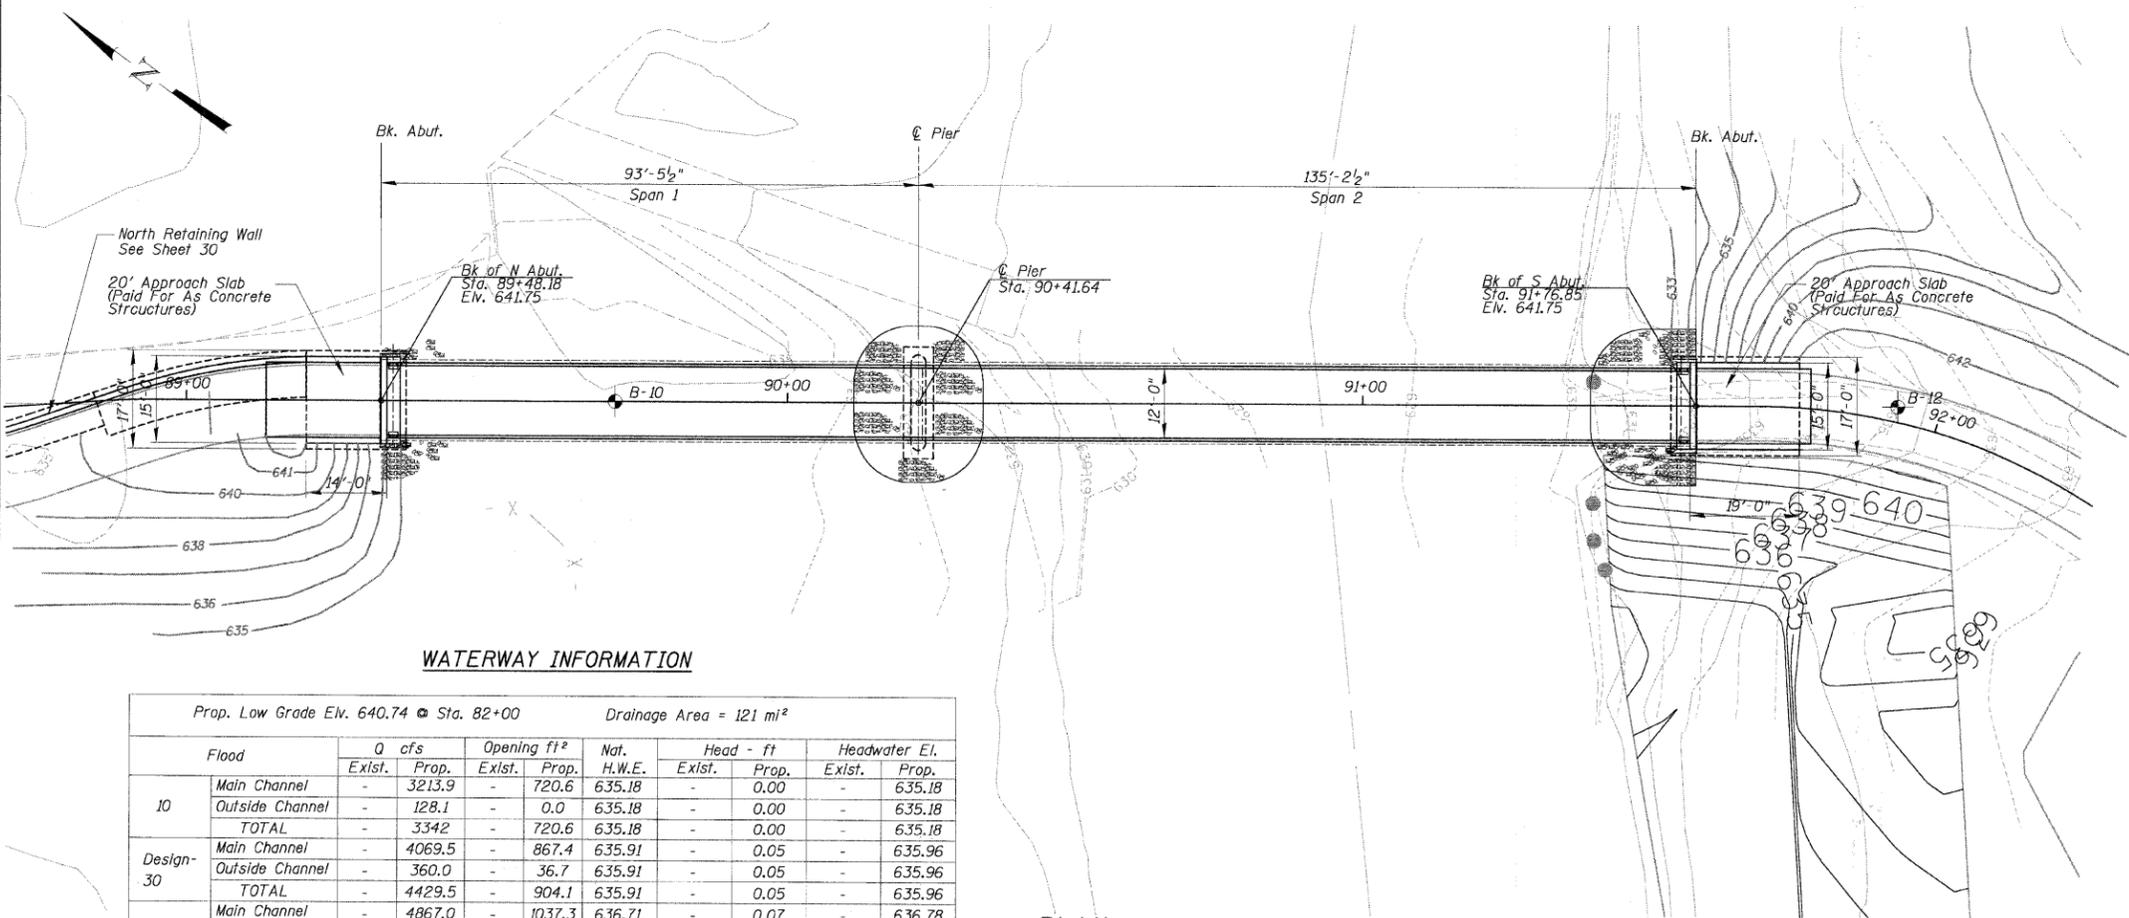 N
Bk. Abut.
℄ Pier
Bk. Abut.
93'-5½"
Span 1
135'-2½"
Span 2
North Retaining Wall
See Sheet 30
20' Approach Slab
(Paid For As Concrete
Strcuctures)
Bk of N Abut.
Sta. 89+48.18
Elv. 641.75
℄ Pier
Sta. 90+41.64
Bk of S Abut.
Sta. 91+76.85
Elv. 641.75
20' Approach Slab
(Paid For As Concrete
Strcuctures)
635
633
640
642
89+00
17'-0"
15'-0"
B-10
90+00
12'-0"
91+00
15'-0"
17'-0"
B-12
92+00
641
640
14'-0"
638
636
635
630
629
19'-0"
639 640
638
637
636
635
636
635
WATERWAY INFORMATION
Prop. Low Grade Elv. 640.74 @ Sta. 82+00 Drainage Area = 121 mi²
Flood Q cfs Opening ft² Nat. Head - ft Headwater El.
Exist. Prop. Exist. Prop. H.W.E. Exist. Prop. Exist. Prop.
10 Main Channel - 3213.9 - 720.6 635.18 - 0.00 - 635.18
Outside Channel - 128.1 - 0.0 635.18 - 0.00 - 635.18
TOTAL - 3342 - 720.6 635.18 - 0.00 - 635.18
Design-
30
Main Channel - 4069.5 - 867.4 635.91 - 0.05 - 635.96
Outside Channel - 360.0 - 36.7 635.91 - 0.05 - 635.96
TOTAL - 4429.5 - 904.1 635.91 - 0.05 - 635.96
Main Channel - 4867.0 - 1037.3 636.71 - 0.07 - 636.78